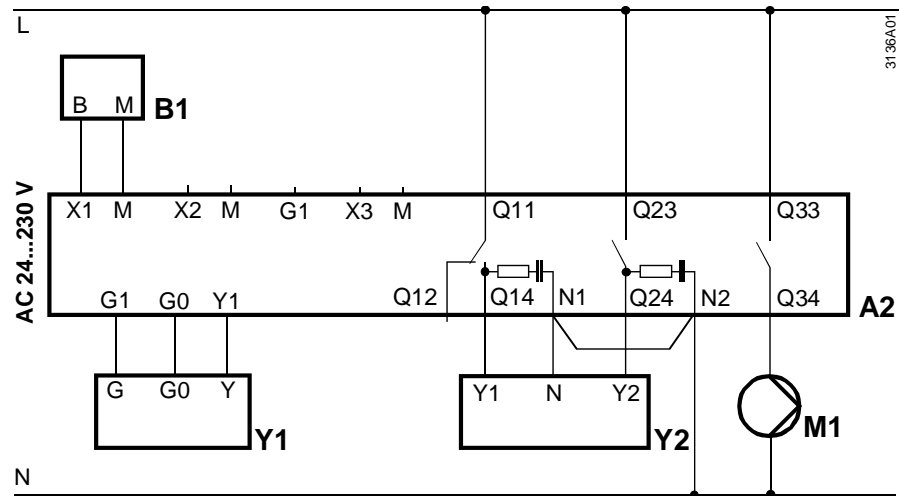 L
3136A01
B M
B1
AC 24...230 V
X1 M X2 M G1 X3 M Q11 Q23 Q33
Q12 Q14 N1 Q24 N2 Q34
G1 G0 Y1
A2
G G0 Y
Y1
Y1 N Y2
Y2
M1
N